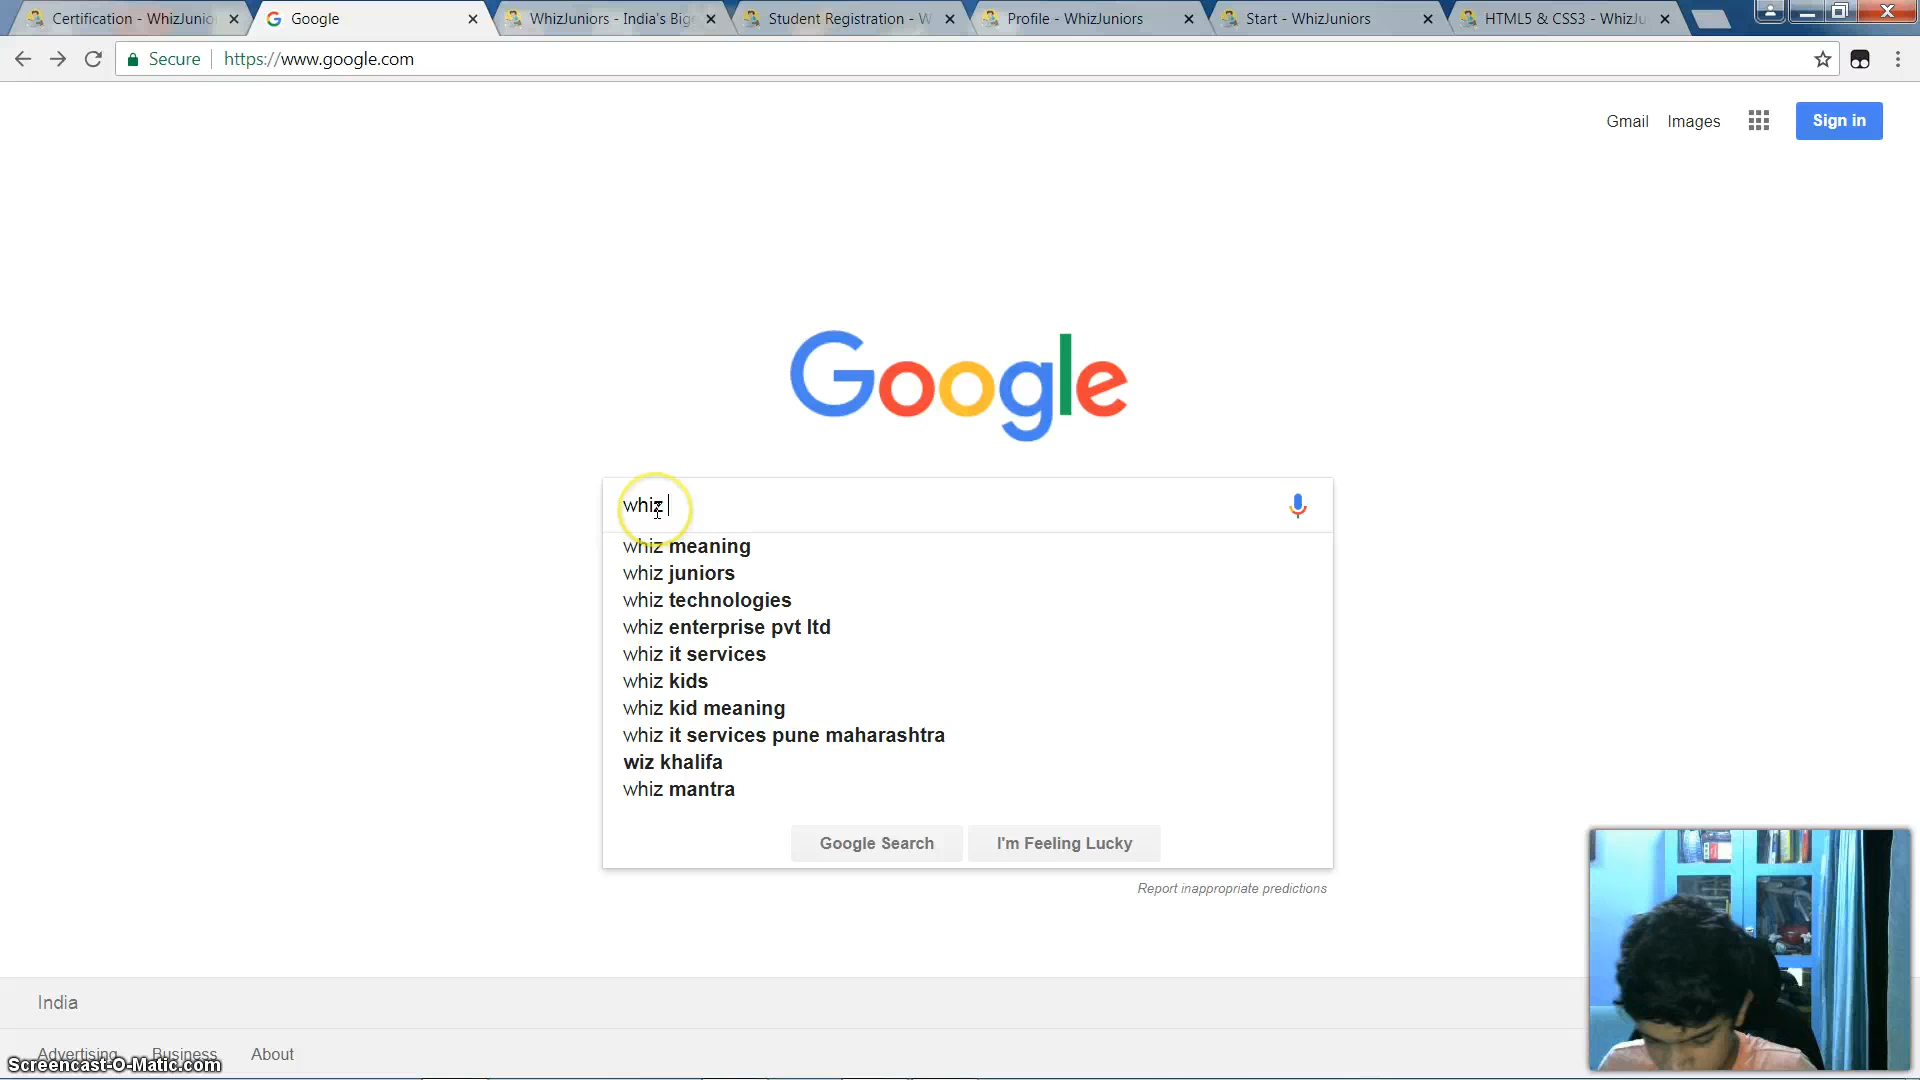 Certification - WhizJunio
Google
WhizJuniors - India's Big
Student Registration - W
Profile - WhizJuniors
Start - WhizJuniors
HTML5 & CSS3 - WhizJu
Secure
https://www.google.com
Gmail
Images
Sign in
Google
whiz
whiz meaning
whiz juniors
whiz technologies
whiz enterprise pvt ltd
whiz it services
whiz kids
whiz kid meaning
whiz it services pune maharashtra
wiz khalifa
whiz mantra
Google Search
I'm Feeling Lucky
Report inappropriate predictions
India
Advertising
Business
About
Screencast-O-Matic.com